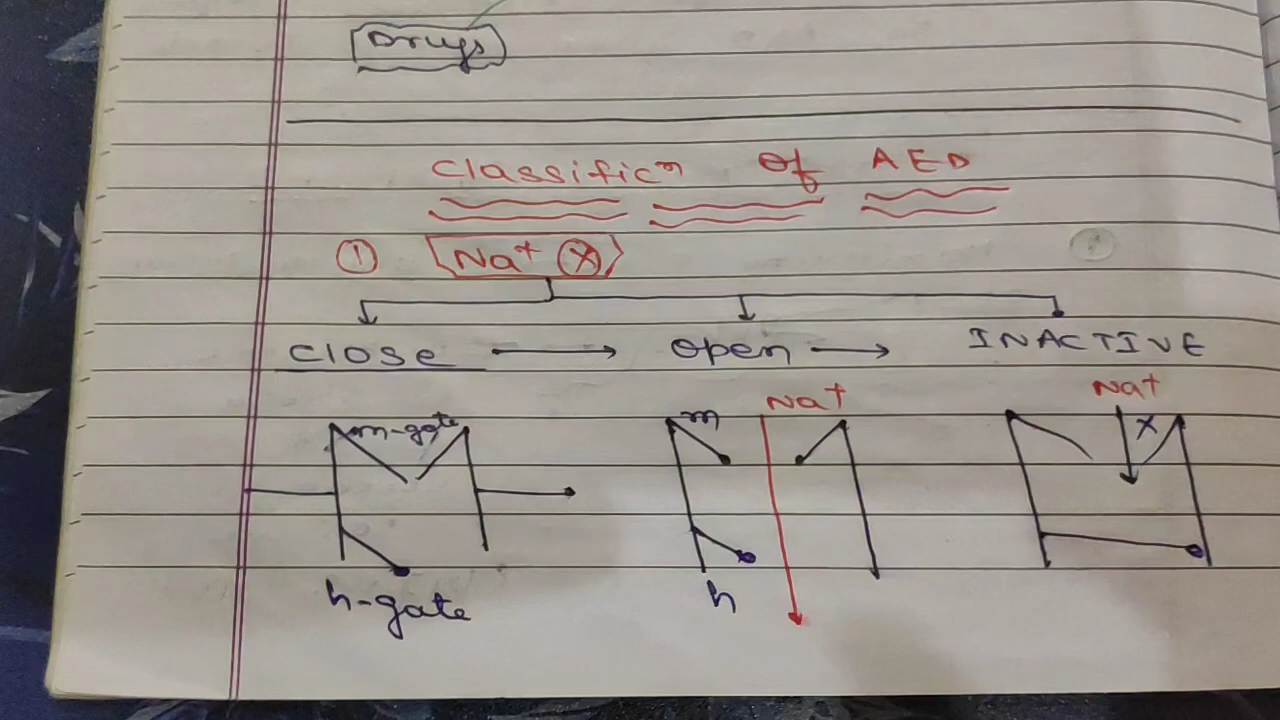 Drugs
Classificn Of AED
① Na+ ⊗
Close → Open → INACTIVE
Na+ Na+
m-gate m x
h-gate h